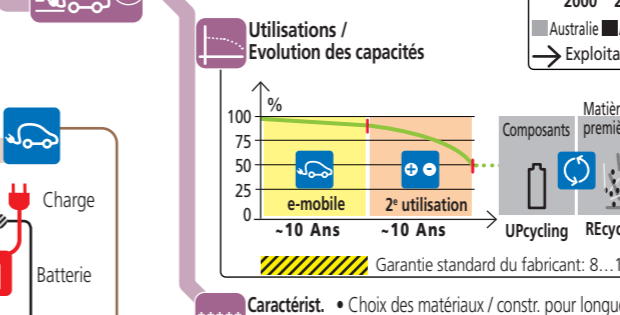 2000
Australie
Exploita
Utilisations /
Evolution des capacités
%
100
75
50
25
0
e-mobile
2e utilisation
~10 Ans
~10 Ans
Composants
Matièr
premiè
UPcycling
REcyc
Garantie standard du fabricant: 8...1
Charge
Batterie
Caractérist. • Choix des matériaux / constr. pour longue